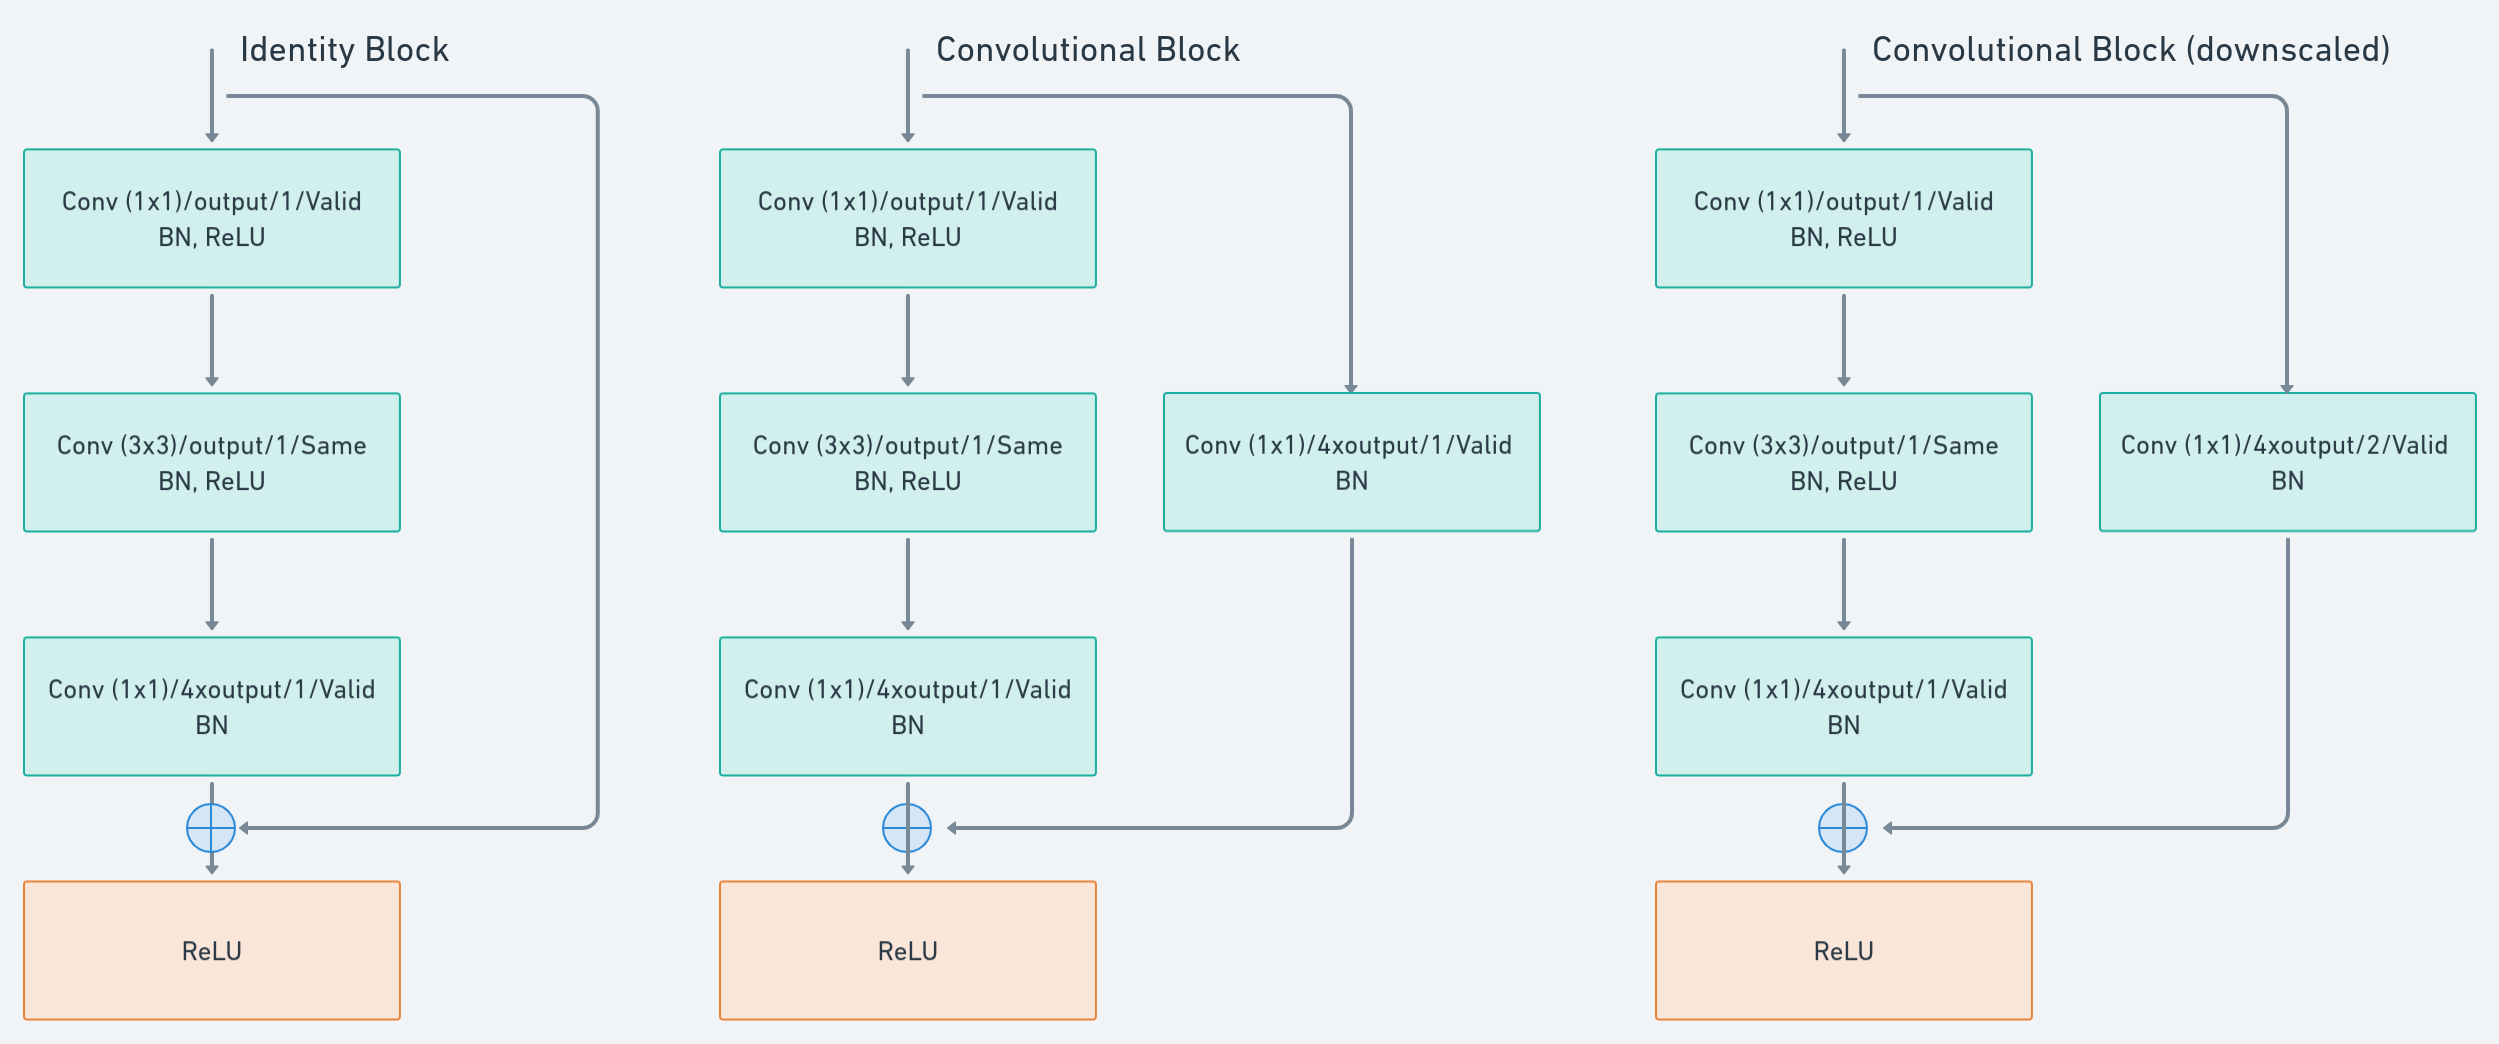 Identity Block
Conv (1x1)/output/1/Valid
BN, ReLU
Conv (3x3)/output/1/Same
BN, ReLU
Conv (1x1)/4xoutput/1/Valid
BN
ReLU
Convolutional Block
Conv (1x1)/output/1/Valid
BN, ReLU
Conv (3x3)/output/1/Same
BN, ReLU
Conv (1x1)/4xoutput/1/Valid
BN
Conv (1x1)/4xoutput/1/Valid
BN
ReLU
Convolutional Block (downscaled)
Conv (1x1)/output/1/Valid
BN, ReLU
Conv (3x3)/output/1/Same
BN, ReLU
Conv (1x1)/4xoutput/2/Valid
BN
Conv (1x1)/4xoutput/1/Valid
BN
ReLU